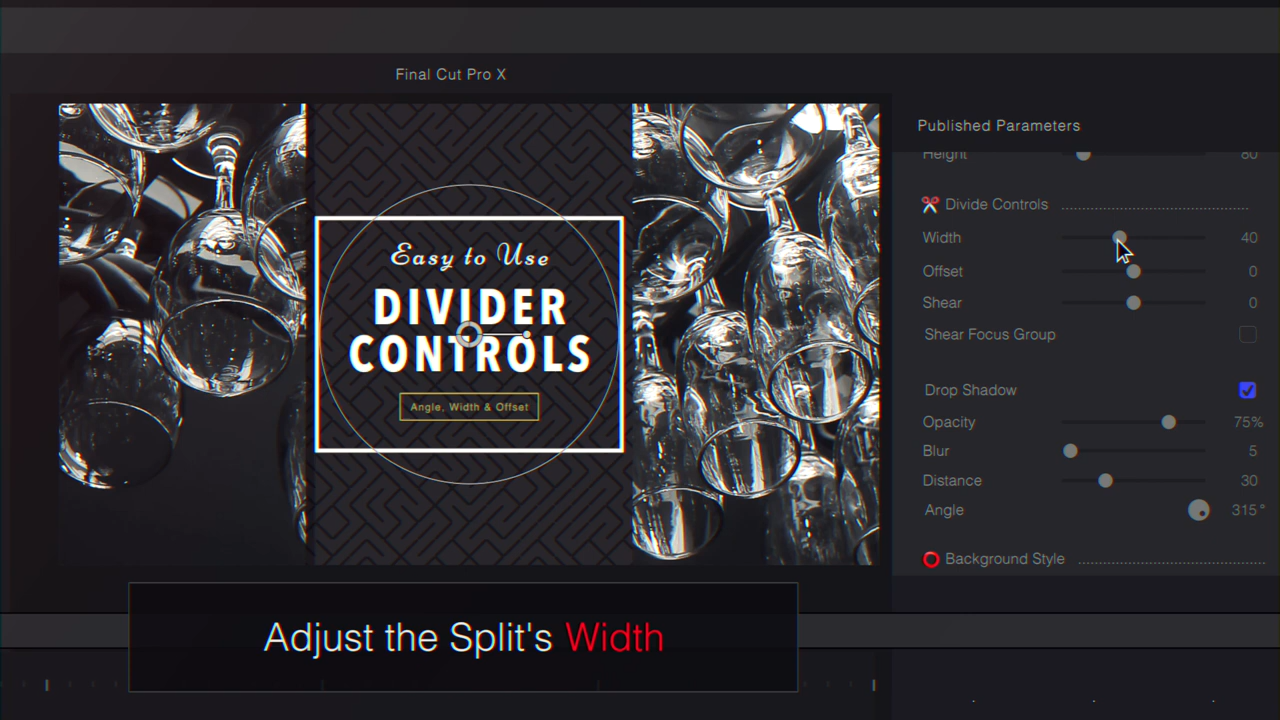 Final Cut Pro X
Easy to Use
DIVIDER
CONTROLS
Angle, Width & Offset
Adjust the Split's Width
Published Parameters
Height 80
Divide Controls
Width 40
Offset 0
Shear 0
Shear Focus Group
Drop Shadow
Opacity 75%
Blur 5
Distance 30
Angle 315°
Background Style